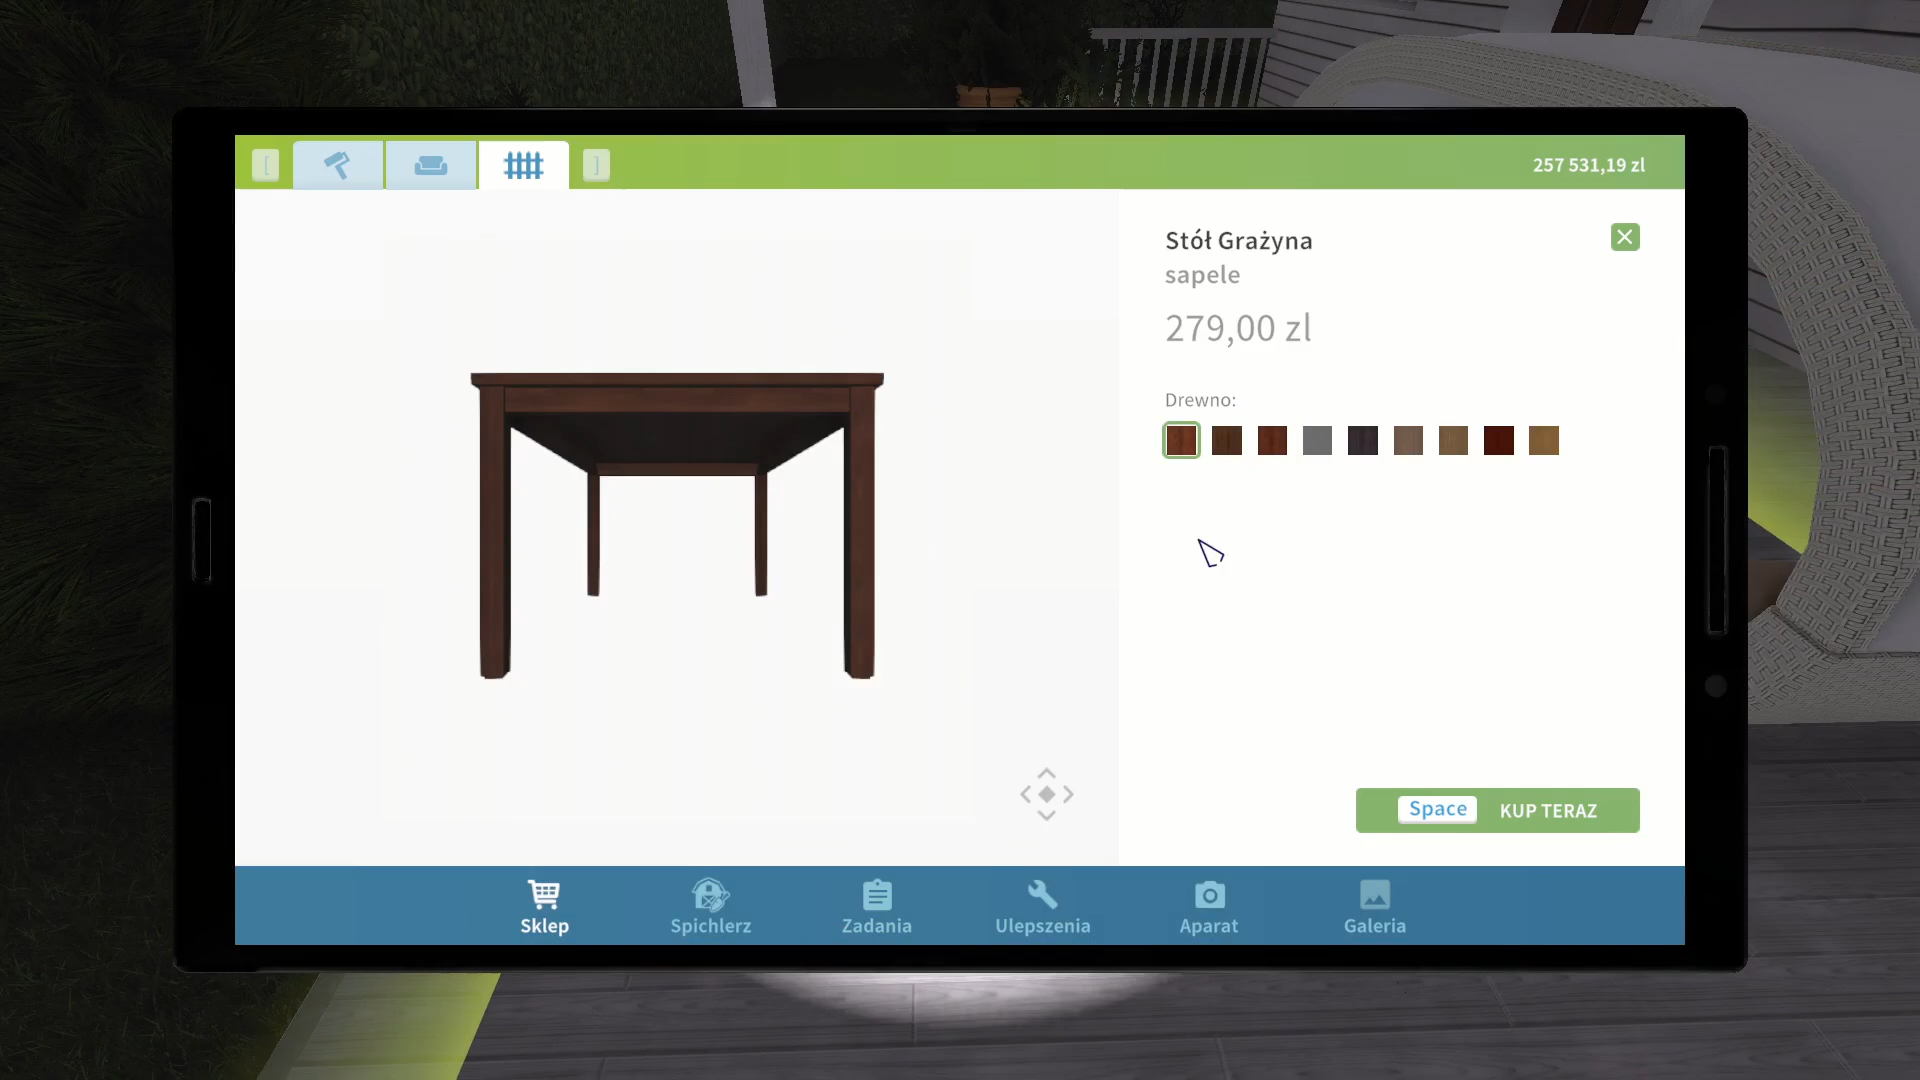 [
]
257 531,19 zl
Stół Grażyna
sapele
279,00 zl
Drewno:
Space KUP TERAZ
Sklep
Spichlerz
Zadania
Ulepszenia
Aparat
Galeria